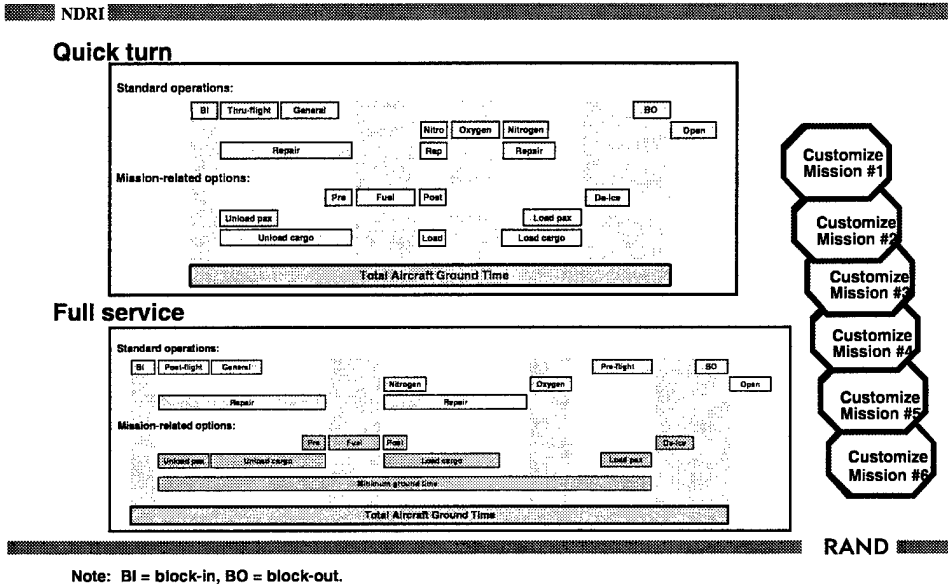 NDRI
Quick turn
Standard operations:
BI Thru-flight General BO
Nitro Oxygen Nitrogen Open
Repair Rep Repair
Mission-related options:
Pre Fuel Post De-ice
Unload pax Load pax
Unload cargo Load Load cargo
Total Aircraft Ground Time
Full service
Standard operations:
BI Post-flight General Pre-flight BO
Nitrogen Oxygen Open
Repair Repair
Mission-related options:
Pre Fuel Post De-ice
Unload pax Unload cargo Load cargo Load pax
Minimum ground time
Total Aircraft Ground Time
Customize
Mission #1
Customize
Mission #2
Customize
Mission #3
Customize
Mission #4
Customize
Mission #5
Customize
Mission #6
RAND
Note: BI = block-in, BO = block-out.